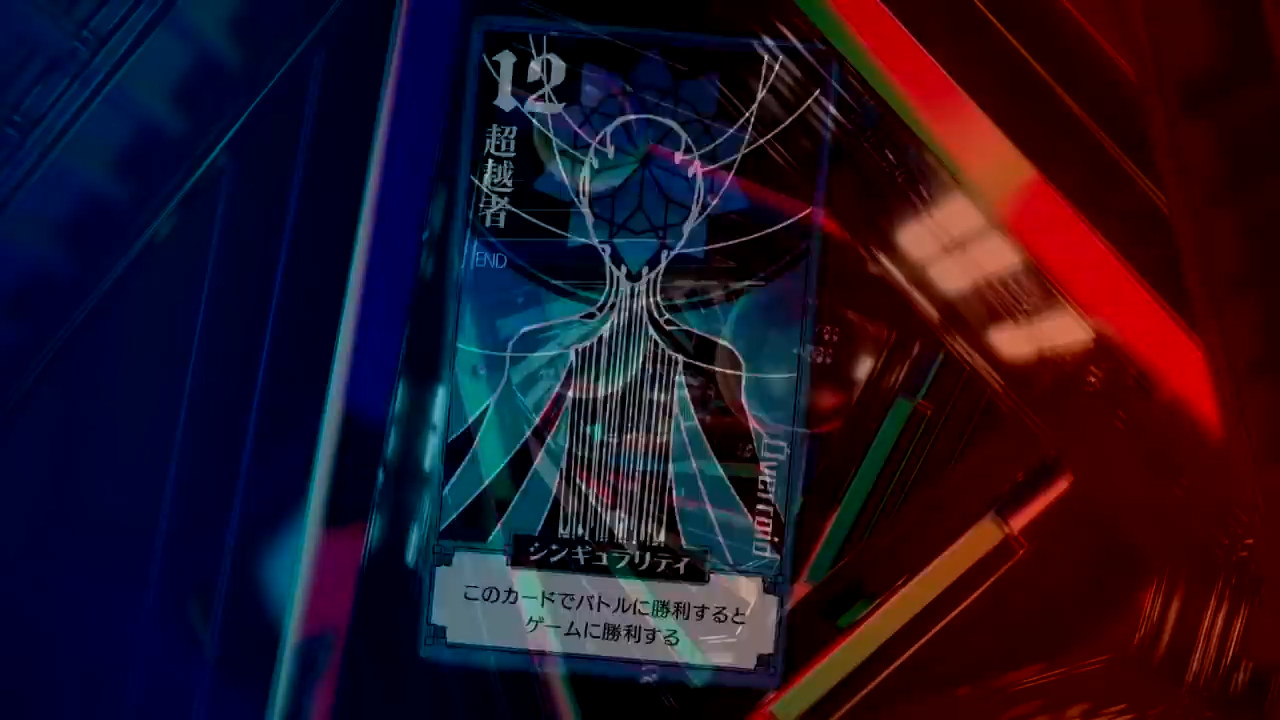 12
超越者
END
Overroid
シンギュラリティ
このカードでバトルに勝利すると
ゲームに勝利する